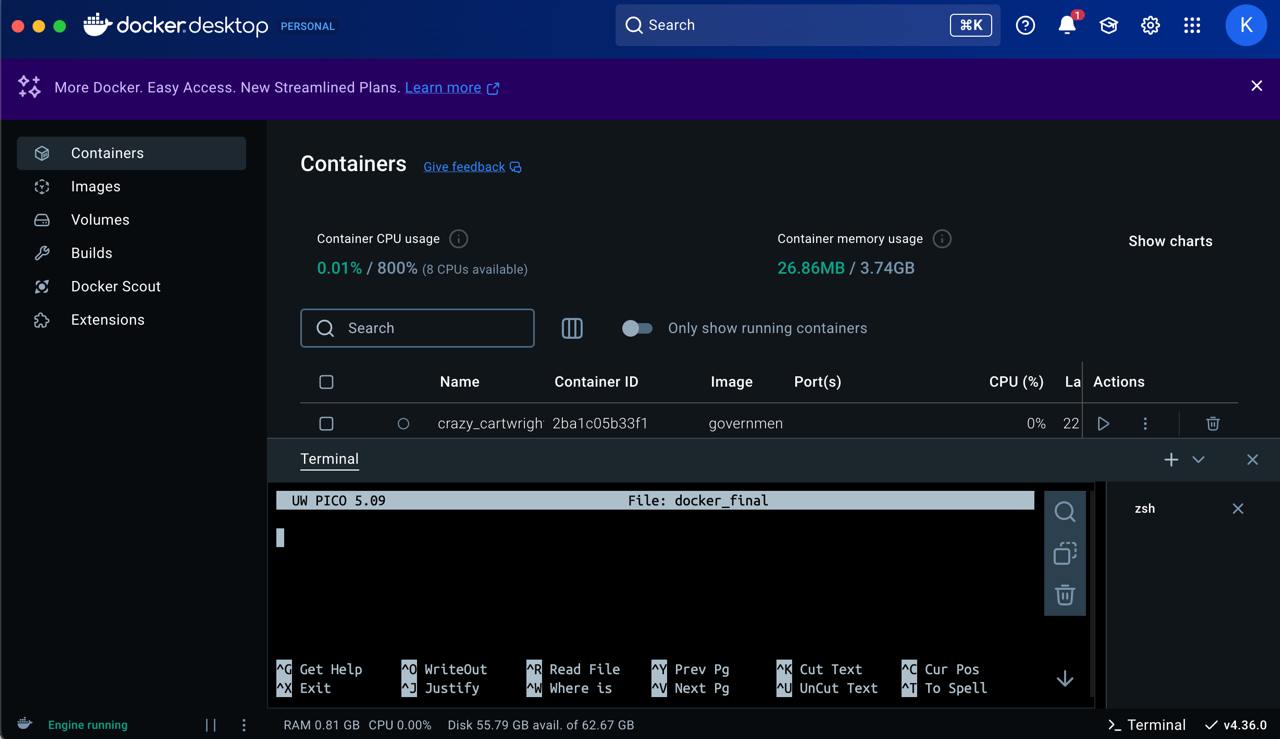 docker.desktop PERSONAL Search ⌘K 1 K
More Docker. Easy Access. New Streamlined Plans. Learn more
Containers
Images
Volumes
Builds
Docker Scout
Extensions
Containers Give feedback
Container CPU usage
0.01% / 800% (8 CPUs available)
Container memory usage
26.86MB / 3.74GB
Show charts
Search
Only show running containers
Name Container ID Image Port(s) CPU (%) La Actions
crazy_cartwrigh 2ba1c05b33f1 governmen 0% 22
Terminal
UW PICO 5.09 File: docker_final
zsh
^G Get Help ^O WriteOut ^R Read File ^Y Prev Pg ^K Cut Text ^C Cur Pos
^X Exit ^J Justify ^W Where is ^V Next Pg ^U UnCut Text ^T To Spell
Engine running RAM 0.81 GB CPU 0.00% Disk 55.79 GB avail. of 62.67 GB >_ Terminal v4.36.0